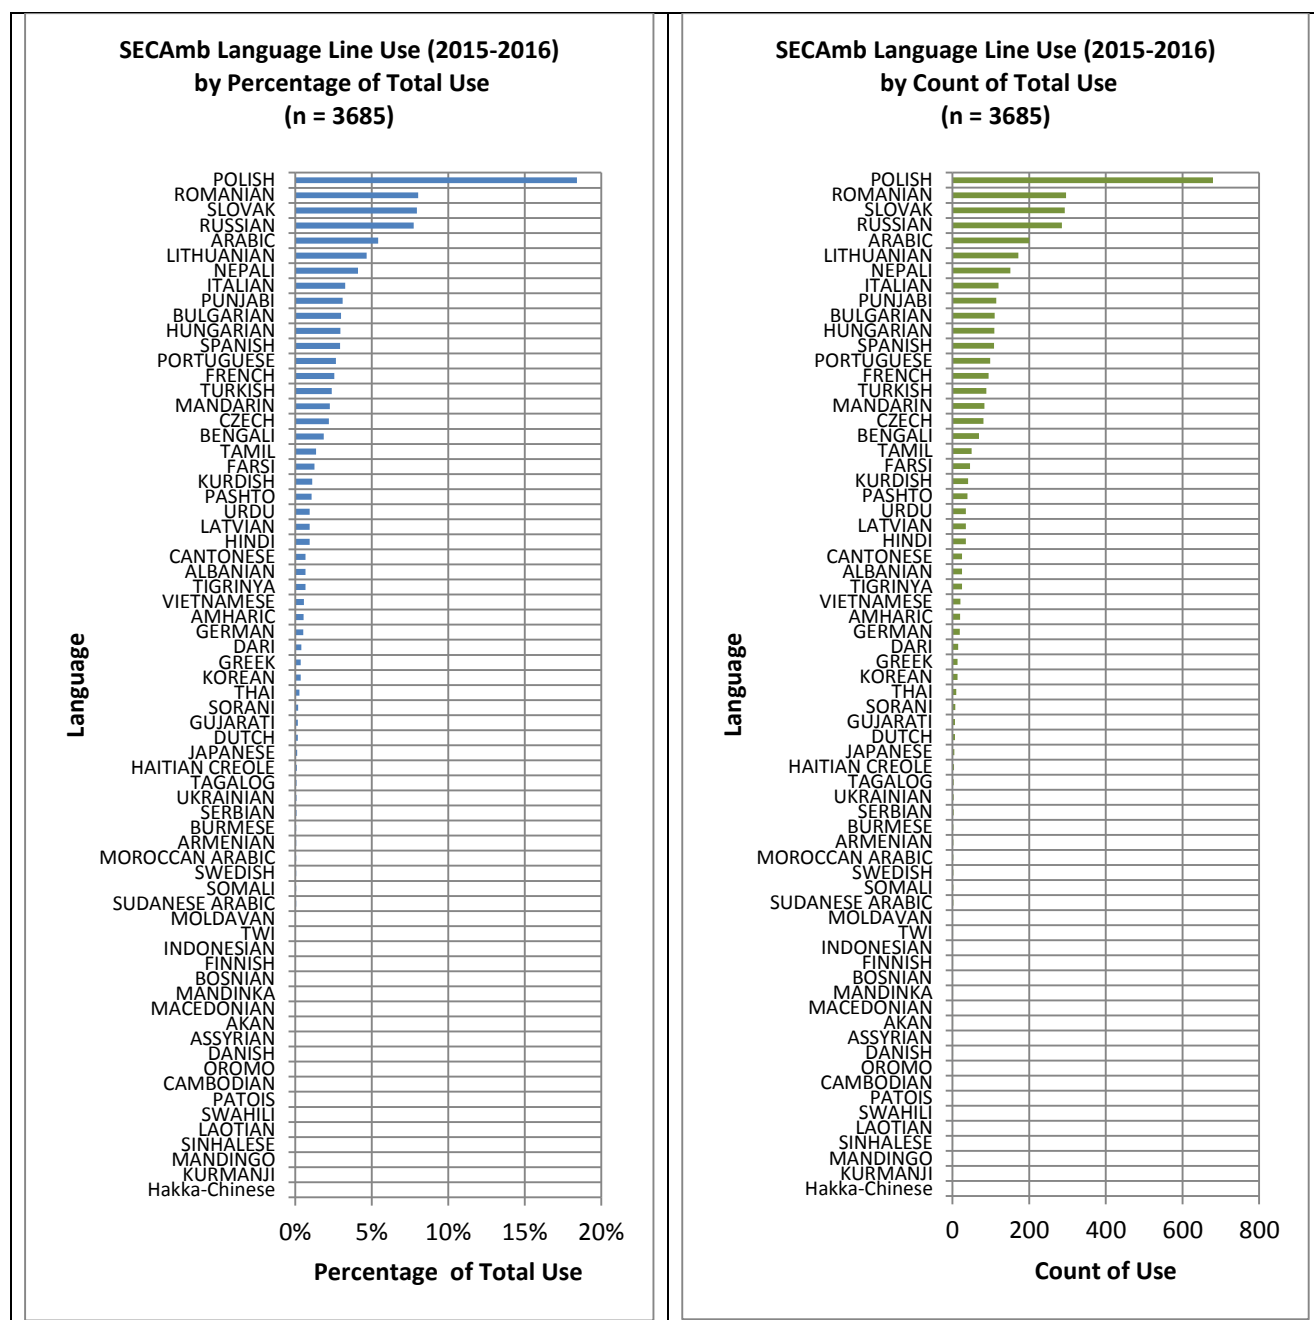 SECAmb Language Line Use (2015-2016)
by Percentage of Total Use
(n = 3685)
POLISH
ROMANIAN
SLOVAK
RUSSIAN
ARABIC
LITHUANIAN
NEPALI
ITALIAN
PUNJABI
BULGARIAN
HUNGARIAN
SPANISH
PORTUGUESE
FRENCH
TURKISH
MANDARIN
CZECH
BENGALI
TAMIL
FARSI
KURDISH
PASHTO
URDU
LATVIAN
HINDI
CANTONESE
ALBANIAN
TIGRINYA
VIETNAMESE
AMHARIC
GERMAN
DARI
GREEK
KOREAN
THAI
SORANI
GUJARATI
DUTCH
JAPANESE
HAITIAN CREOLE
TAGALOG
UKRAINIAN
SERBIAN
BURMESE
ARMENIAN
MOROCCAN ARABIC
SWEDISH
SOMALI
SUDANESE ARABIC
MOLDAVAN
TWI
INDONESIAN
FINNISH
BOSNIAN
MANDINKA
MACEDONIAN
AKAN
ASSYRIAN
DANISH
OROMO
CAMBODIAN
PATOIS
SWAHILI
LAOTIAN
SINHALESE
MANDINGO
KURMANJI
Hakka-Chinese
Language
0% 5% 10% 15% 20%
Percentage of Total Use
SECAmb Language Line Use (2015-2016)
by Count of Total Use
(n = 3685)
POLISH
ROMANIAN
SLOVAK
RUSSIAN
ARABIC
LITHUANIAN
NEPALI
ITALIAN
PUNJABI
BULGARIAN
HUNGARIAN
SPANISH
PORTUGUESE
FRENCH
TURKISH
MANDARIN
CZECH
BENGALI
TAMIL
FARSI
KURDISH
PASHTO
URDU
LATVIAN
HINDI
CANTONESE
ALBANIAN
TIGRINYA
VIETNAMESE
AMHARIC
GERMAN
DARI
GREEK
KOREAN
THAI
SORANI
GUJARATI
DUTCH
JAPANESE
HAITIAN CREOLE
TAGALOG
UKRAINIAN
SERBIAN
BURMESE
ARMENIAN
MOROCCAN ARABIC
SWEDISH
SOMALI
SUDANESE ARABIC
MOLDAVAN
TWI
INDONESIAN
FINNISH
BOSNIAN
MANDINKA
MACEDONIAN
AKAN
ASSYRIAN
DANISH
OROMO
CAMBODIAN
PATOIS
SWAHILI
LAOTIAN
SINHALESE
MANDINGO
KURMANJI
Hakka-Chinese
Language
0 200 400 600 800
Count of Use